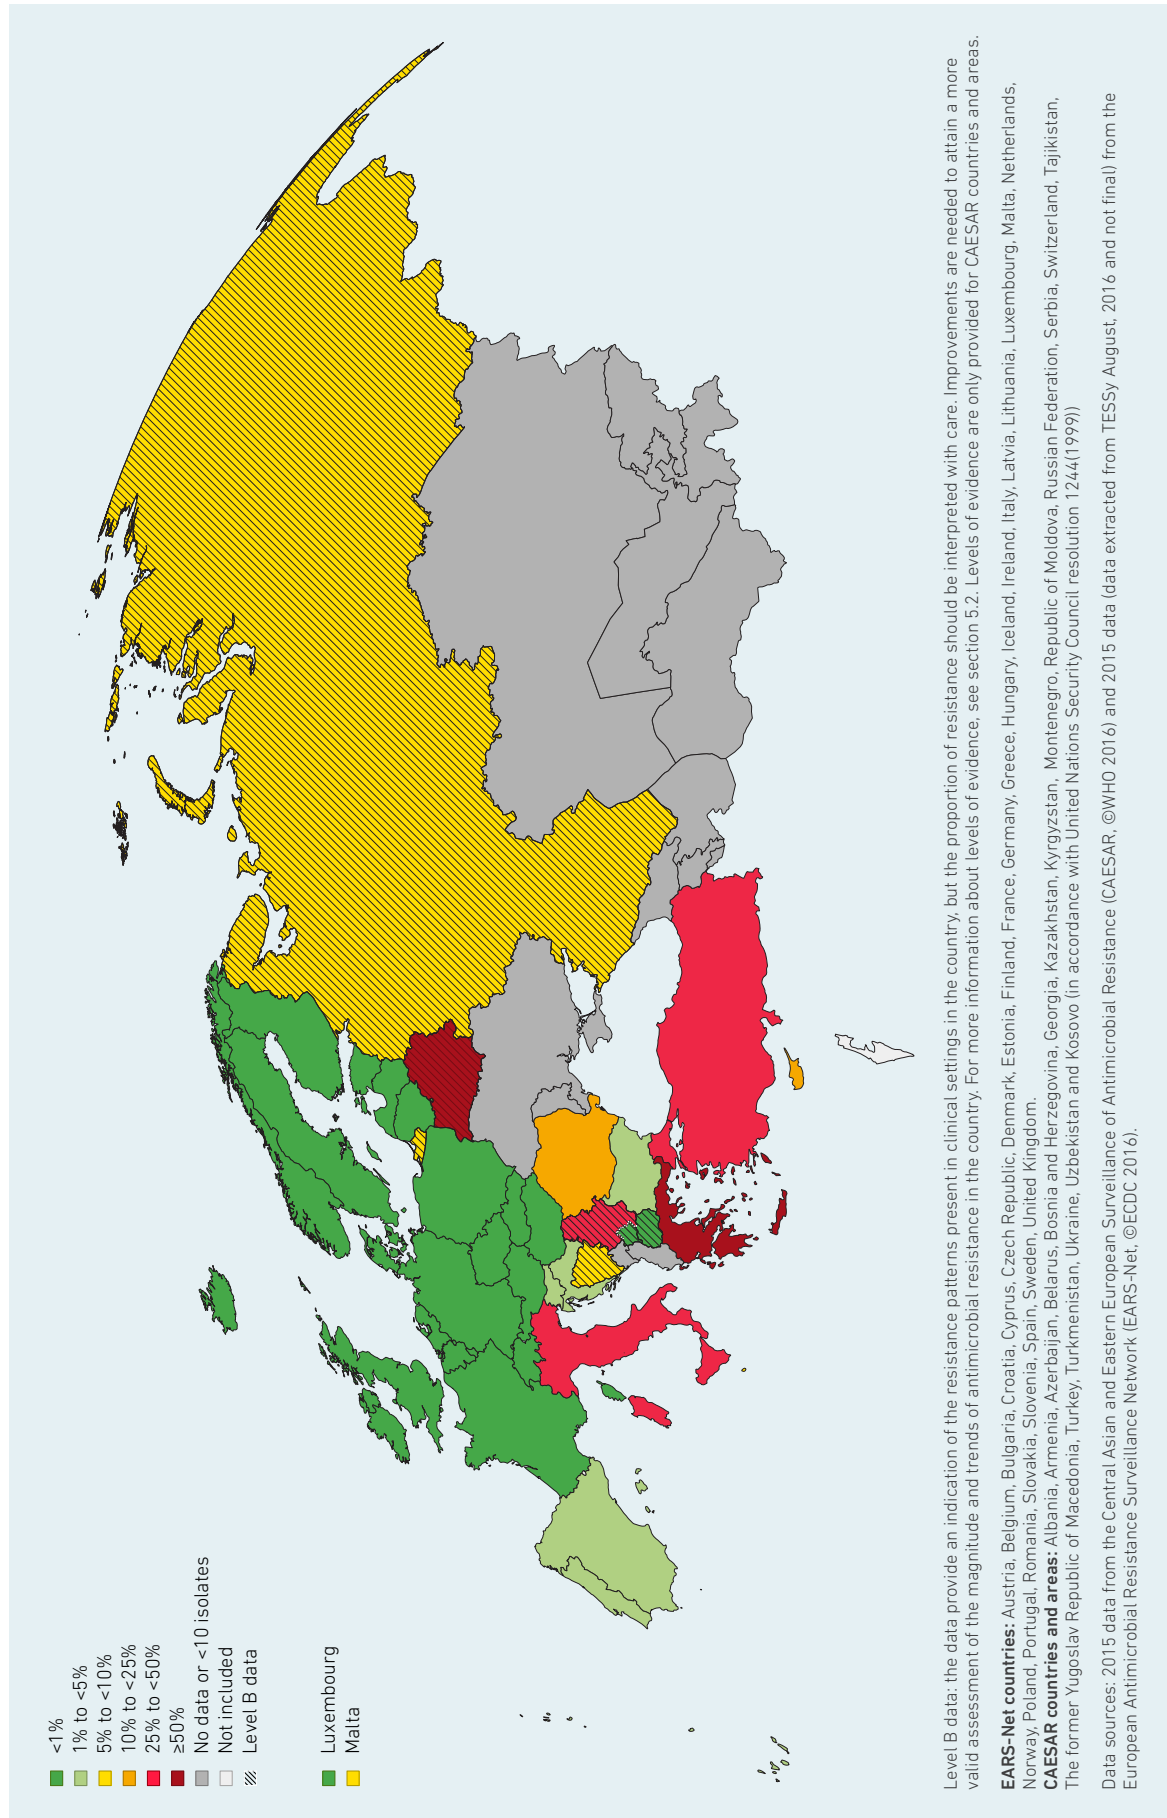 <1%
1% to <5%
5% to <10%
10% to <25%
25% to <50%
≥50%
No data or <10 isolates
Not included
Level B data
Luxembourg
Malta
Level B data: the data provide an indication of the resistance patterns present in clinical settings in the country, but the proportion of resistance should be interpreted with care. Improvements are needed to attain a more
valid assessment of the magnitude and trends of antimicrobial resistance in the country. For more information about levels of evidence, see section 5.2. Levels of evidence are only provided for CAESAR countries and areas.
EARS-Net countries: Austria, Belgium, Bulgaria, Croatia, Cyprus, Czech Republic, Denmark, Estonia, Finland, France, Germany, Greece, Hungary, Iceland, Ireland, Italy, Latvia, Lithuania, Luxembourg, Malta, Netherlands,
Norway, Poland, Portugal, Romania, Slovakia, Slovenia, Spain, Sweden, United Kingdom.
CAESAR countries and areas: Albania, Armenia, Azerbaijan, Belarus, Bosnia and Herzegovina, Georgia, Kazakhstan, Kyrgyzstan, Montenegro, Republic of Moldova, Russian Federation, Serbia, Switzerland, Tajikistan,
The former Yugoslav Republic of Macedonia, Turkey, Turkmenistan, Ukraine, Uzbekistan and Kosovo (in accordance with United Nations Security Council resolution 1244(1999))
Data sources: 2015 data from the Central Asian and Eastern European Surveillance of Antimicrobial Resistance (CAESAR, ©WHO 2016) and 2015 data (data extracted from TESSy August, 2016 and not final) from the
European Antimicrobial Resistance Surveillance Network (EARS-Net, ©ECDC 2016).